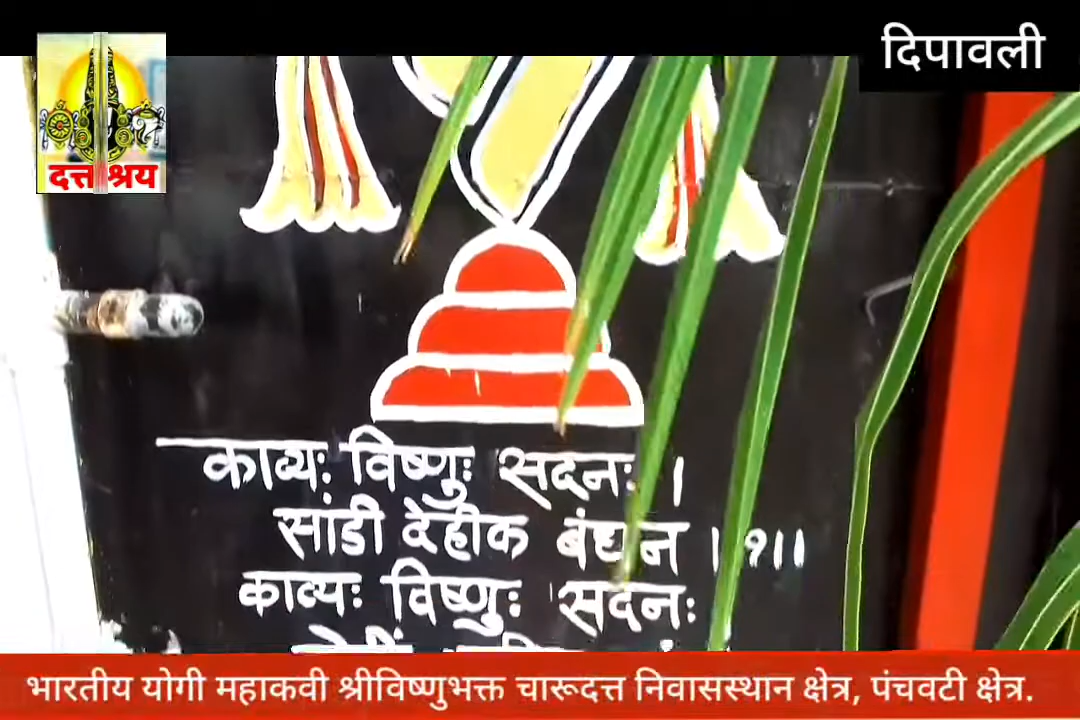 दिपावली
दत्ताश्रय
काव्यः विष्णुः सदनः ।
सांडी देहीक बंधन । १।।
काव्यः विष्णुः सदनः
भारतीय योगी महाकवी श्रीविष्णुभक्त चारूदत्त निवासस्थान क्षेत्र, पंचवटी क्षेत्र.